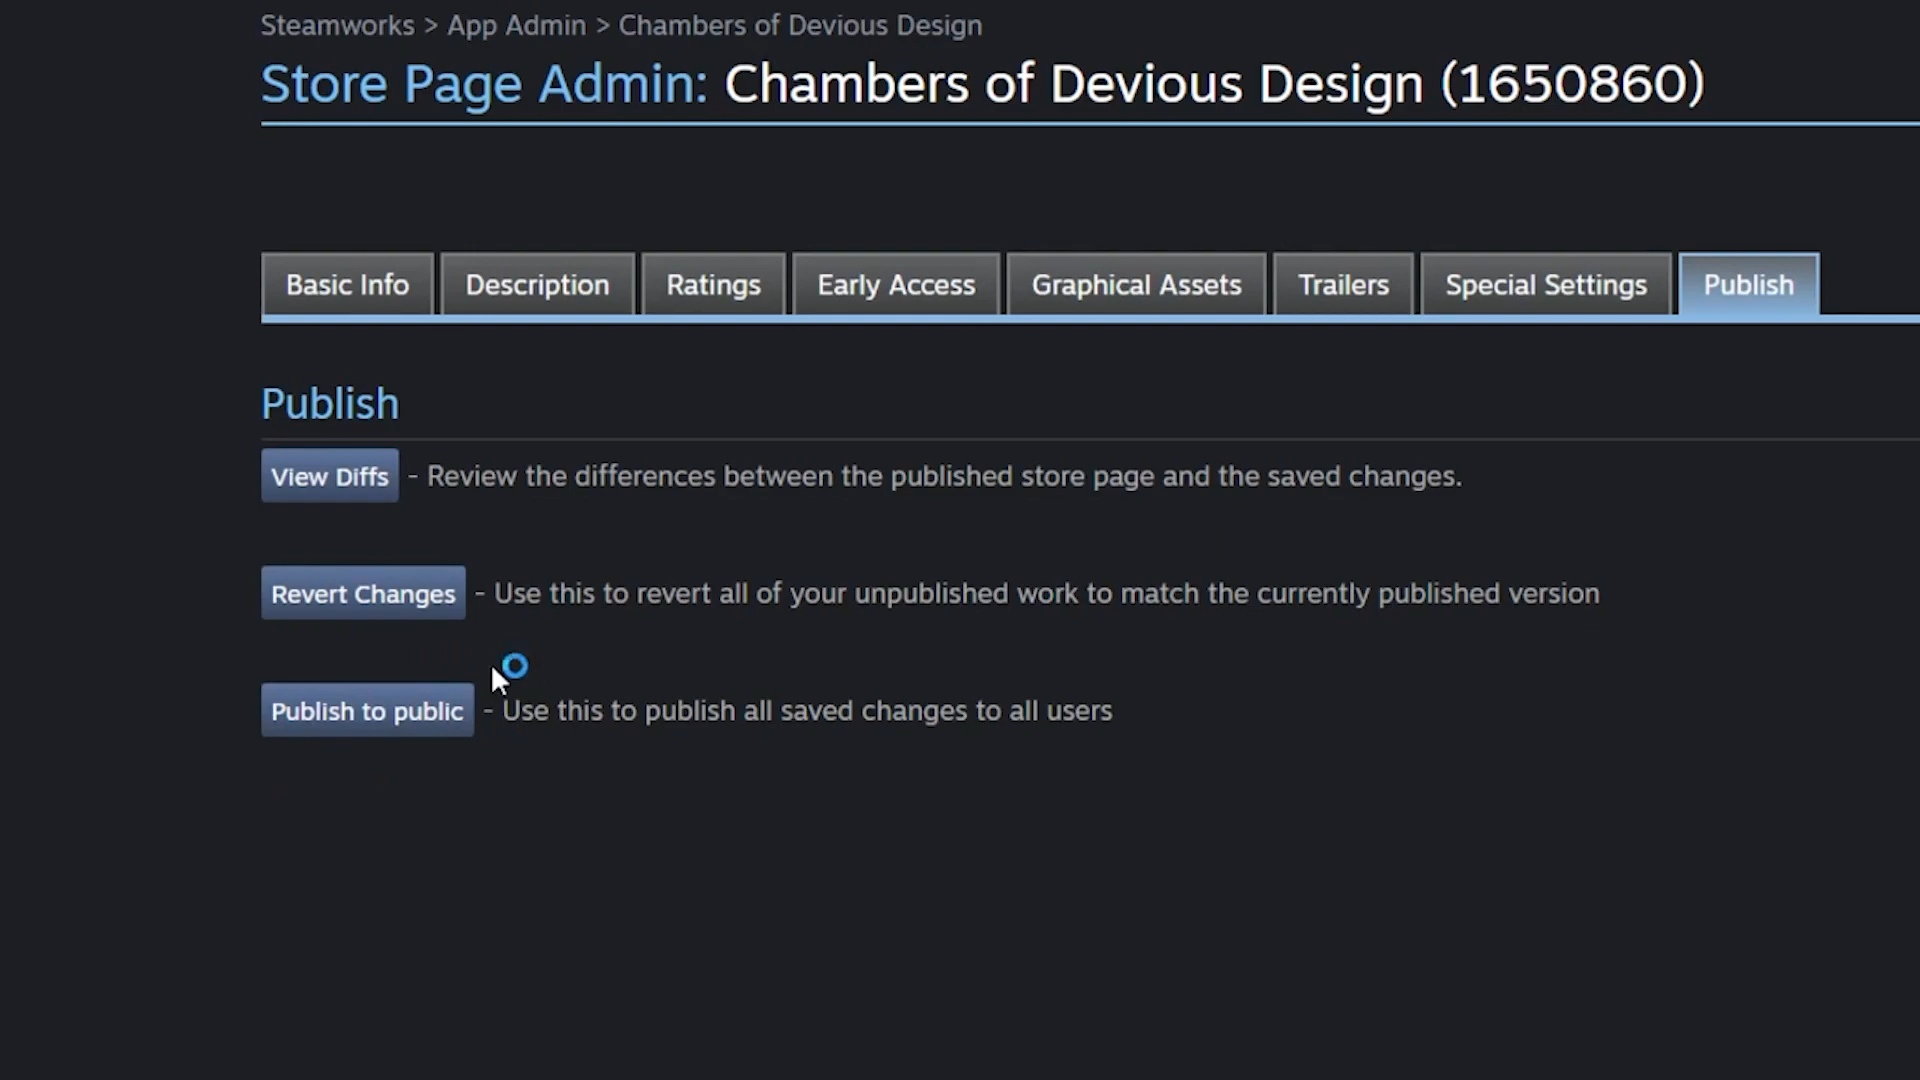 Steamworks > App Admin > Chambers of Devious Design
Store Page Admin: Chambers of Devious Design (1650860)
Basic Info Description Ratings Early Access Graphical Assets Trailers Special Settings Publish
Publish
View Diffs - Review the differences between the published store page and the saved changes.
Revert Changes - Use this to revert all of your unpublished work to match the currently published version
Publish to public - Use this to publish all saved changes to all users